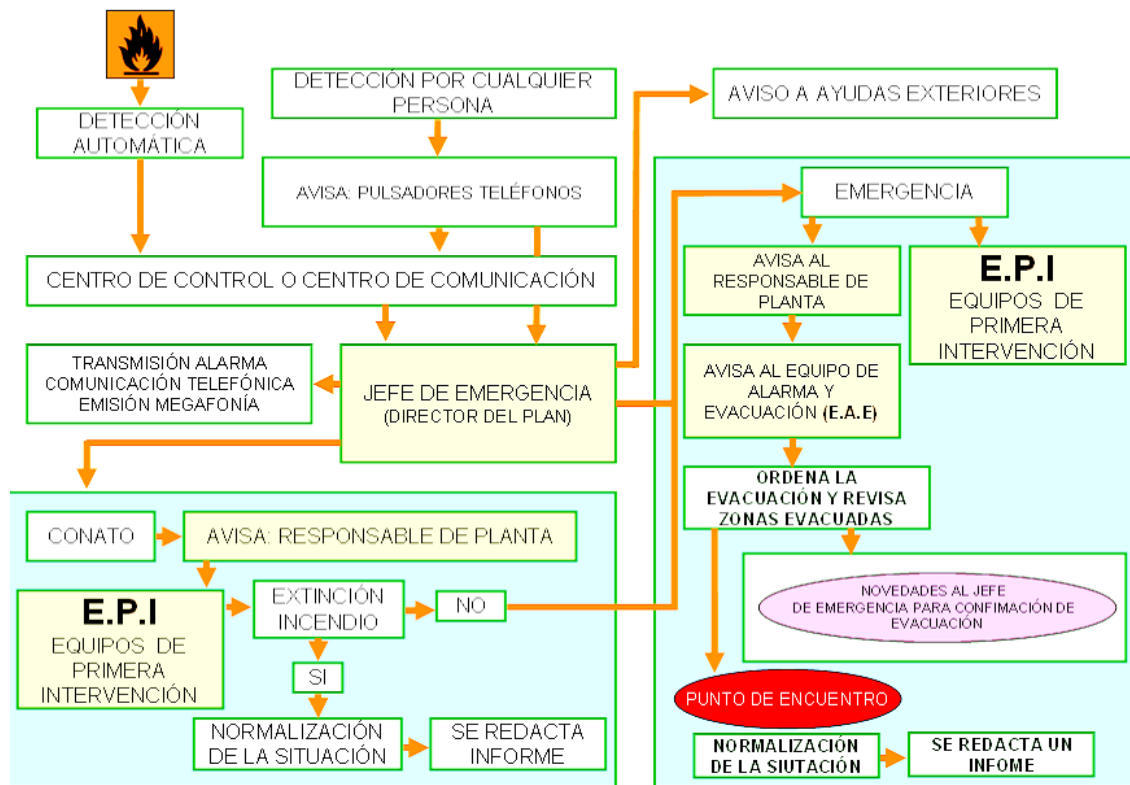 DETECCIÓN
AUTOMÁTICA
DETECCIÓN POR CUALQUIER
PERSONA
AVISO A AYUDAS EXTERIORES
AVISA: PULSADORES TELÉFONOS
CENTRO DE CONTROL O CENTRO DE COMUNICACIÓN
TRANSMISIÓN ALARMA
COMUNICACIÓN TELEFÓNICA
EMISIÓN MEGAFONÍA
JEFE DE EMERGENCIA
(DIRECTOR DEL PLAN)
CONATO
AVISA: RESPONSABLE DE PLANTA
E.P.I
EQUIPOS DE
PRIMERA
INTERVENCIÓN
EXTINCIÓN
INCENDIO
NO
SI
NORMALIZACIÓN
DE LA SITUACIÓN
SE REDACTA
INFORME
EMERGENCIA
AVISA AL
RESPONSABLE DE
PLANTA
E.P.I
EQUIPOS DE
PRIMERA
INTERVENCIÓN
AVISA AL EQUIPO DE
ALARMA Y
EVACUACIÓN (E.A.E)
ORDENA LA
EVACUACIÓN Y REVISA
ZONAS EVACUADAS
NOVEDADES AL JEFE
DE EMERGENCIA PARA CONFIMACIÓN DE
EVACUACIÓN
PUNTO DE ENCUENTRO
NORMALIZACIÓN
DE LA SIUTACIÓN
SE REDACTA UN
INFOME